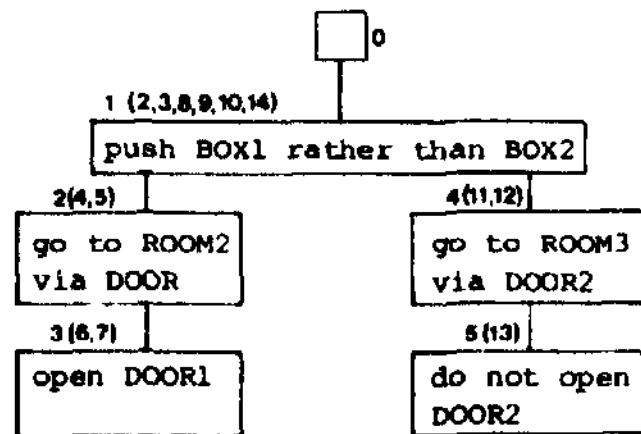 0
1 (2,3,8,9,10,14)
push BOX1 rather than BOX2
2(4,5)
go to ROOM2
via DOOR
3(6,7)
open DOOR1
4(11,12)
go to ROOM3
via DOOR2
5(13)
do not open
DOOR2